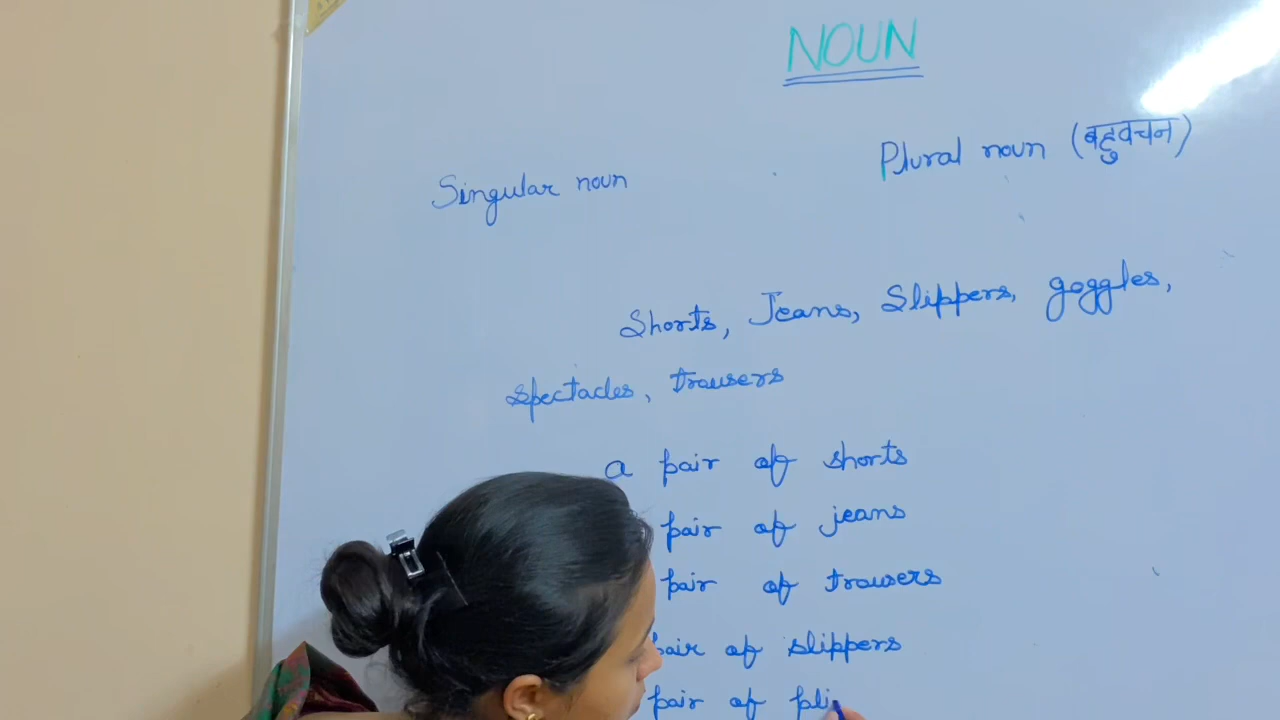 NOUN
Singular noun
Plural noun (बहुवचन)
Shorts, Jeans, Slippers, goggles,
spectacles, trousers
a pair of shorts
pair of jeans
pair of trousers
pair of slippers
pair of pli